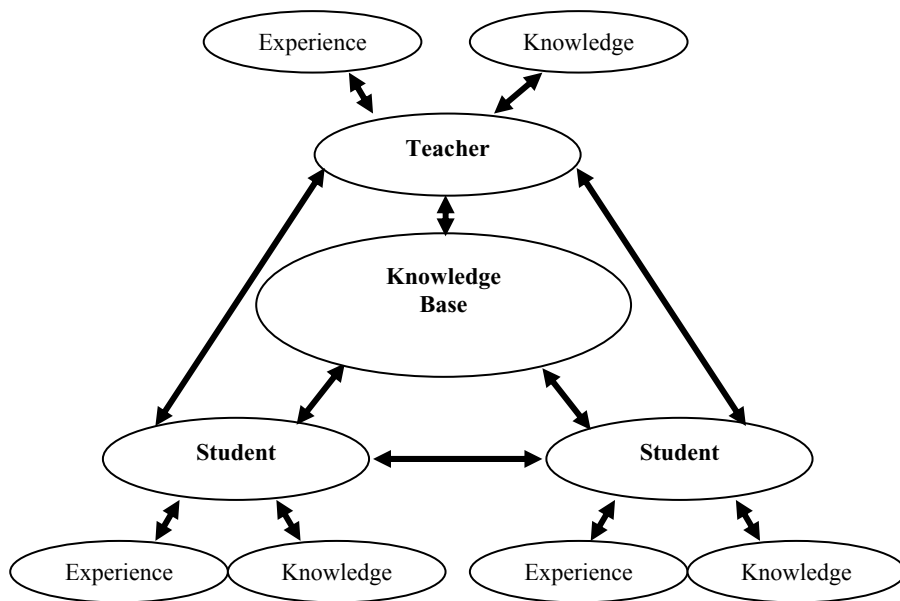 Experience
Knowledge
Teacher
Knowledge
Base
Student
Student
Experience
Knowledge
Experience
Knowledge